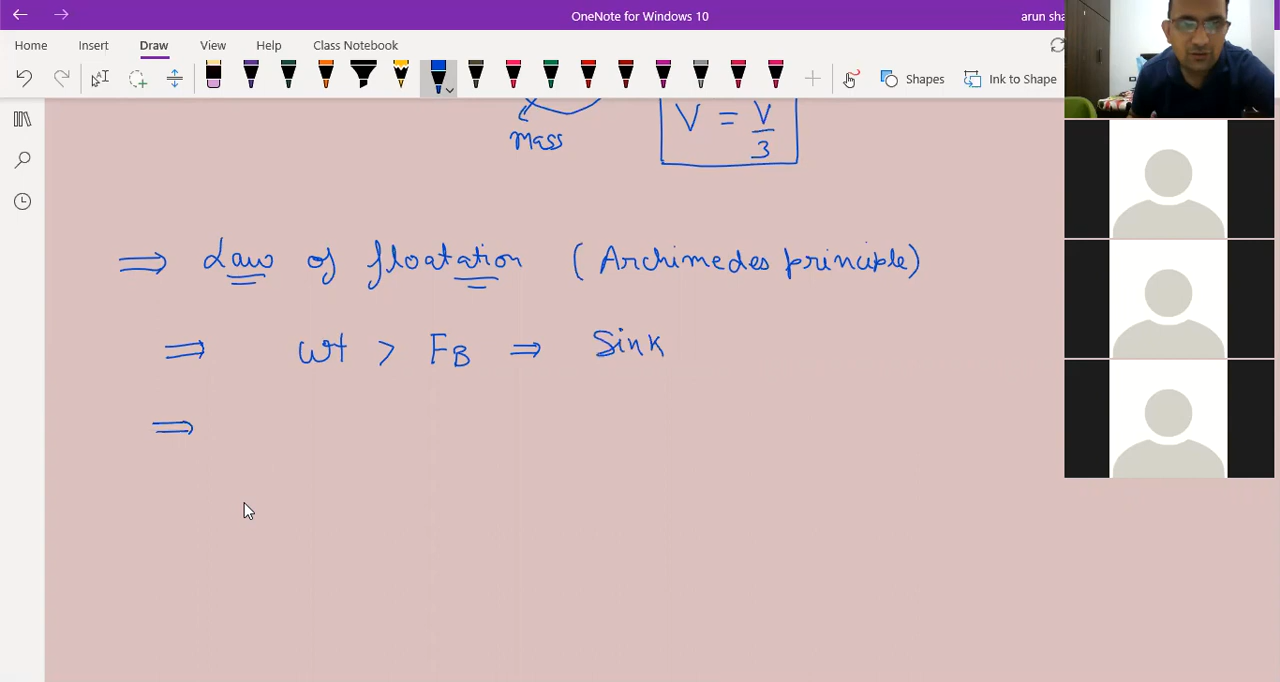 OneNote for Windows 10
arun sha
Home Insert Draw View Help Class Notebook
Shapes Ink to Shape
mass
V = V/3
⇒ Law of floatation (Archimedes principle)
⇒ wt > FB ⇒ Sink
⇒